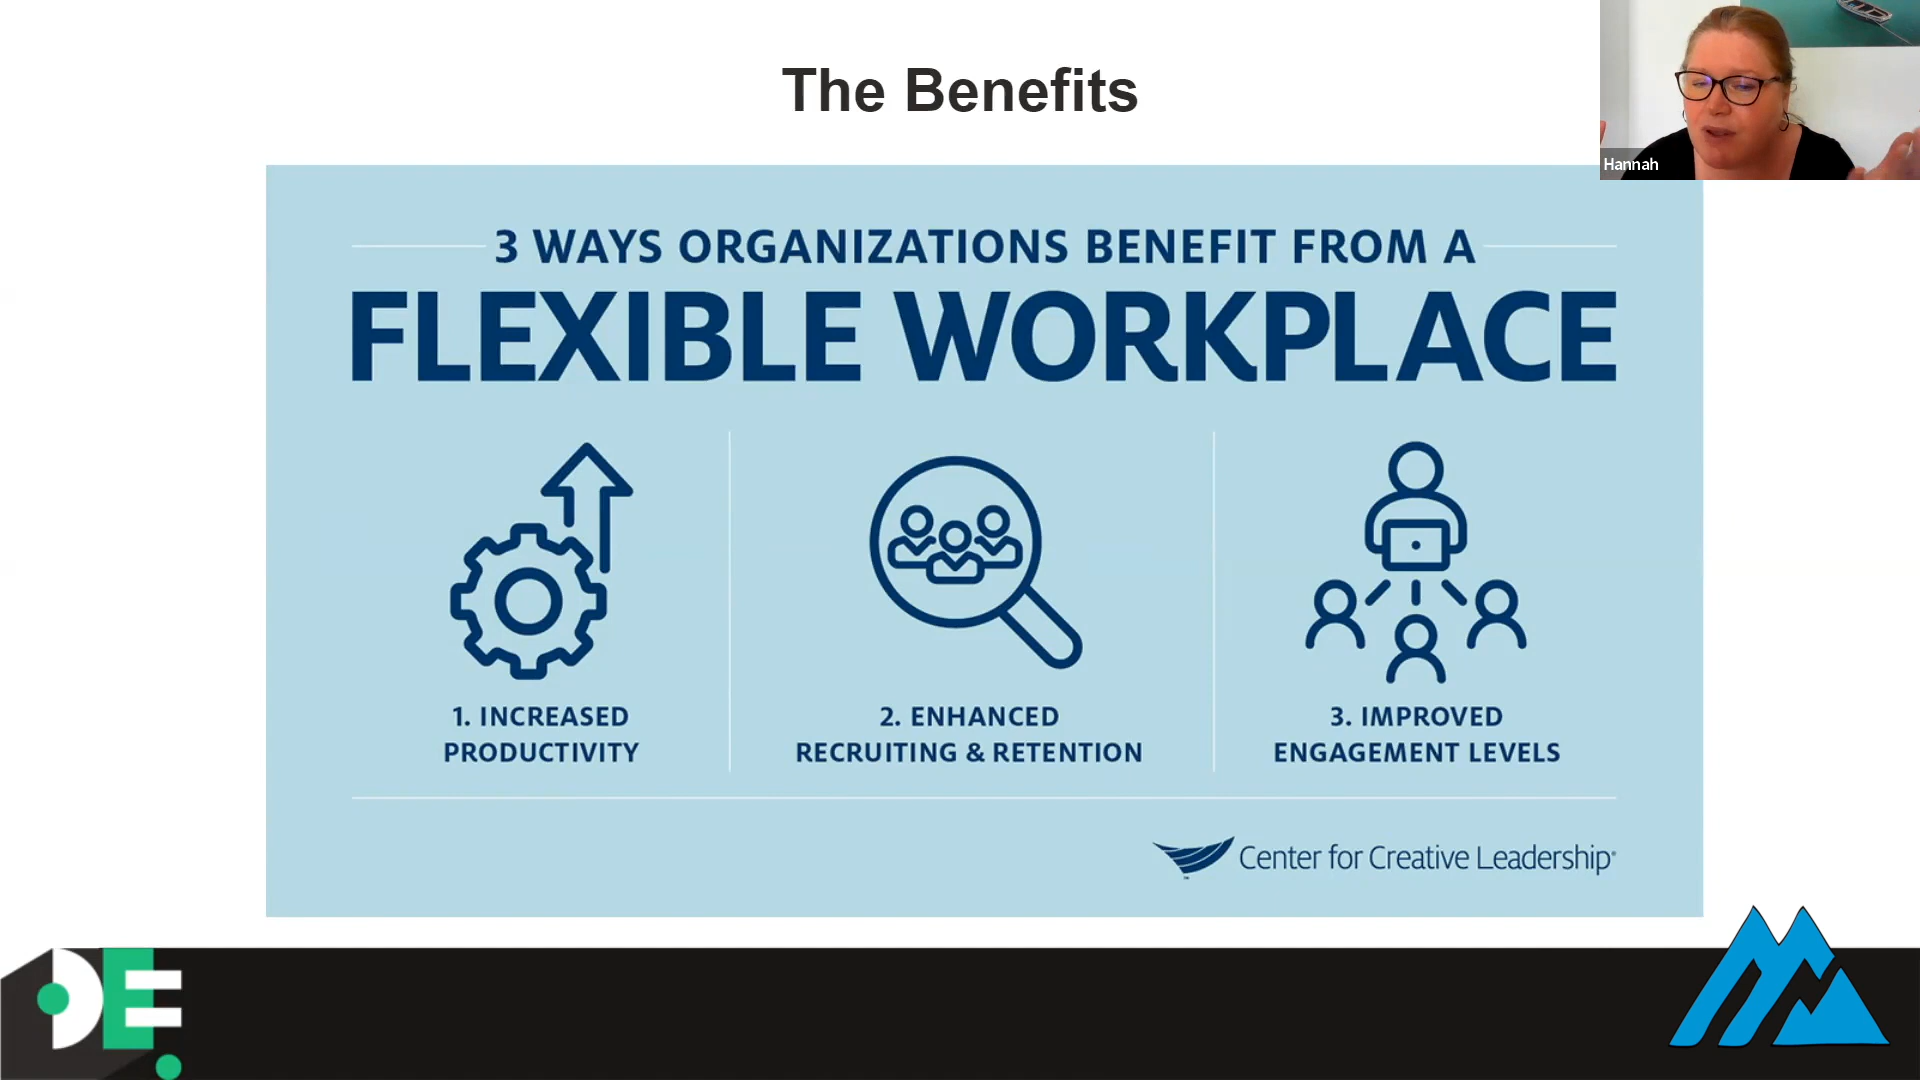 The Benefits
Hannah
3 WAYS ORGANIZATIONS BENEFIT FROM A
FLEXIBLE WORKPLACE
1. INCREASED
PRODUCTIVITY
2. ENHANCED
RECRUITING & RETENTION
3. IMPROVED
ENGAGEMENT LEVELS
Center for Creative Leadership®
DE.